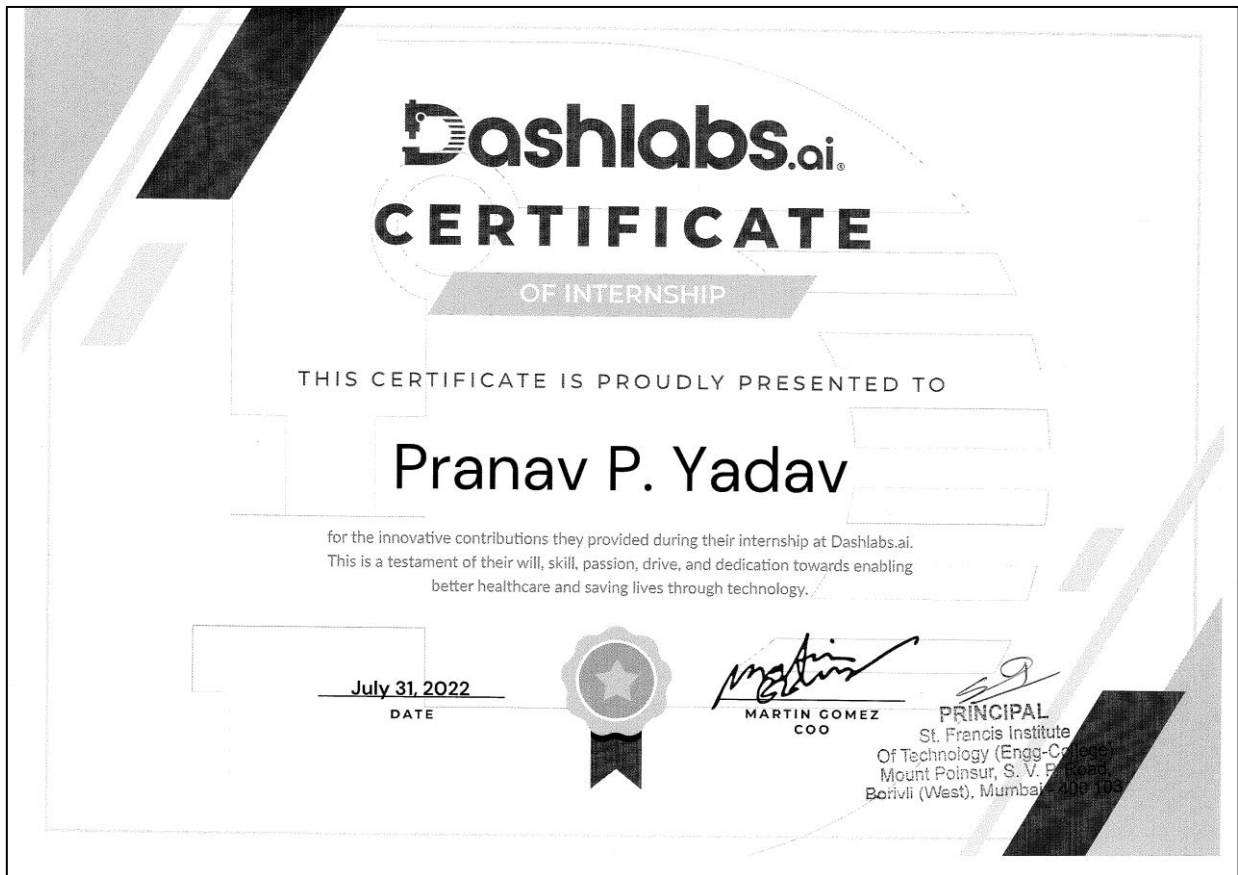 Dashlabs.ai®
CERTIFICATE
OF INTERNSHIP
THIS CERTIFICATE IS PROUDLY PRESENTED TO
Pranav P. Yadav
for the innovative contributions they provided during their internship at Dashlabs.ai.
This is a testament of their will, skill, passion, drive, and dedication towards enabling
better healthcare and saving lives through technology.
July 31, 2022
DATE
MARTIN GOMEZ
COO
PRINCIPAL
St. Francis Institute
Of Technology (Engg-College)
Mount Poinsur, S. V. P. Road,
Borivli (West), Mumbai - 400 103